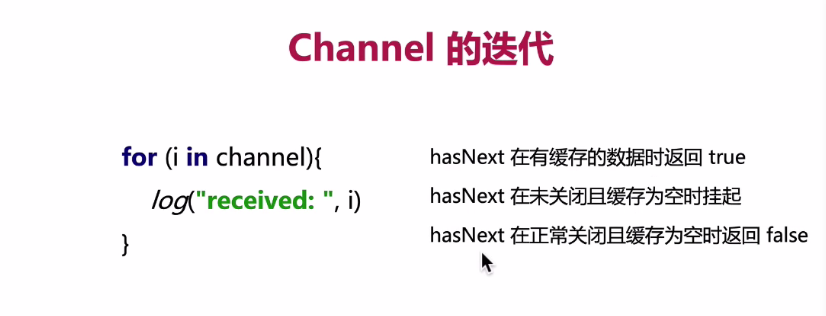 Channel 的迭代
for (i in channel){
log("received: ", i)
}
hasNext 在有缓存的数据时返回 true
hasNext 在未关闭且缓存为空时挂起
hasNext 在正常关闭且缓存为空时返回 false